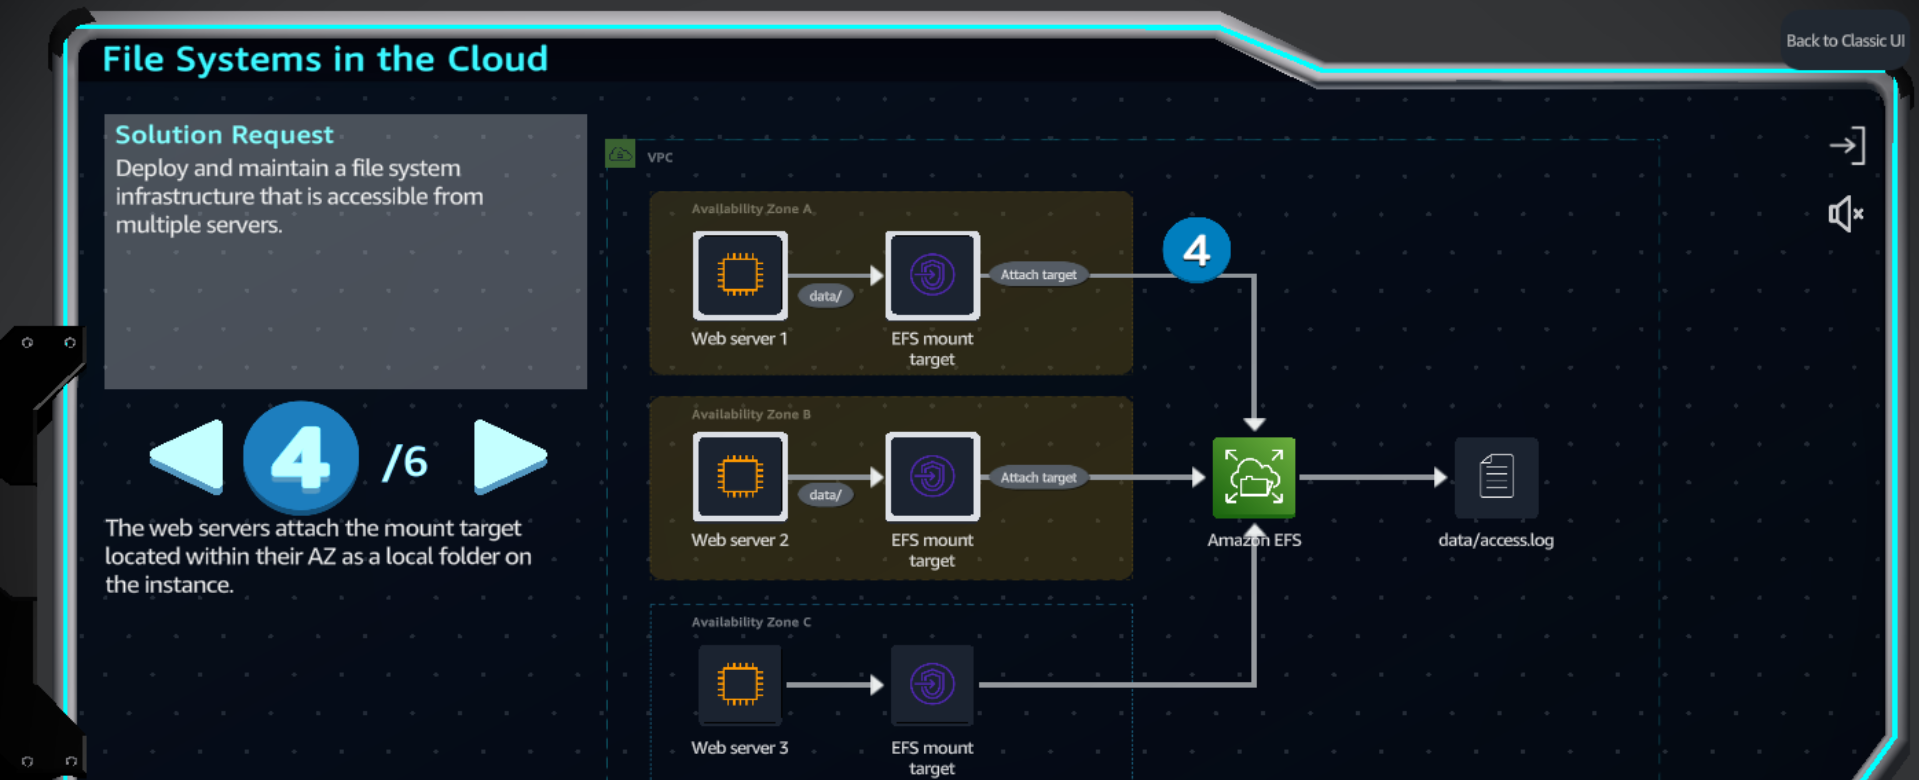 File Systems in the Cloud
Back to Classic UI
Solution Request
Deploy and maintain a file system
infrastructure that is accessible from
multiple servers.
4 /6
The web servers attach the mount target
located within their AZ as a local folder on
the instance.
VPC
Availability Zone A
4
data/
Attach target
Web server 1
EFS mount
target
Availability Zone B
data/
Attach target
Web server 2
EFS mount
target
Amazon EFS
data/access.log
Availability Zone C
Web server 3
EFS mount
target